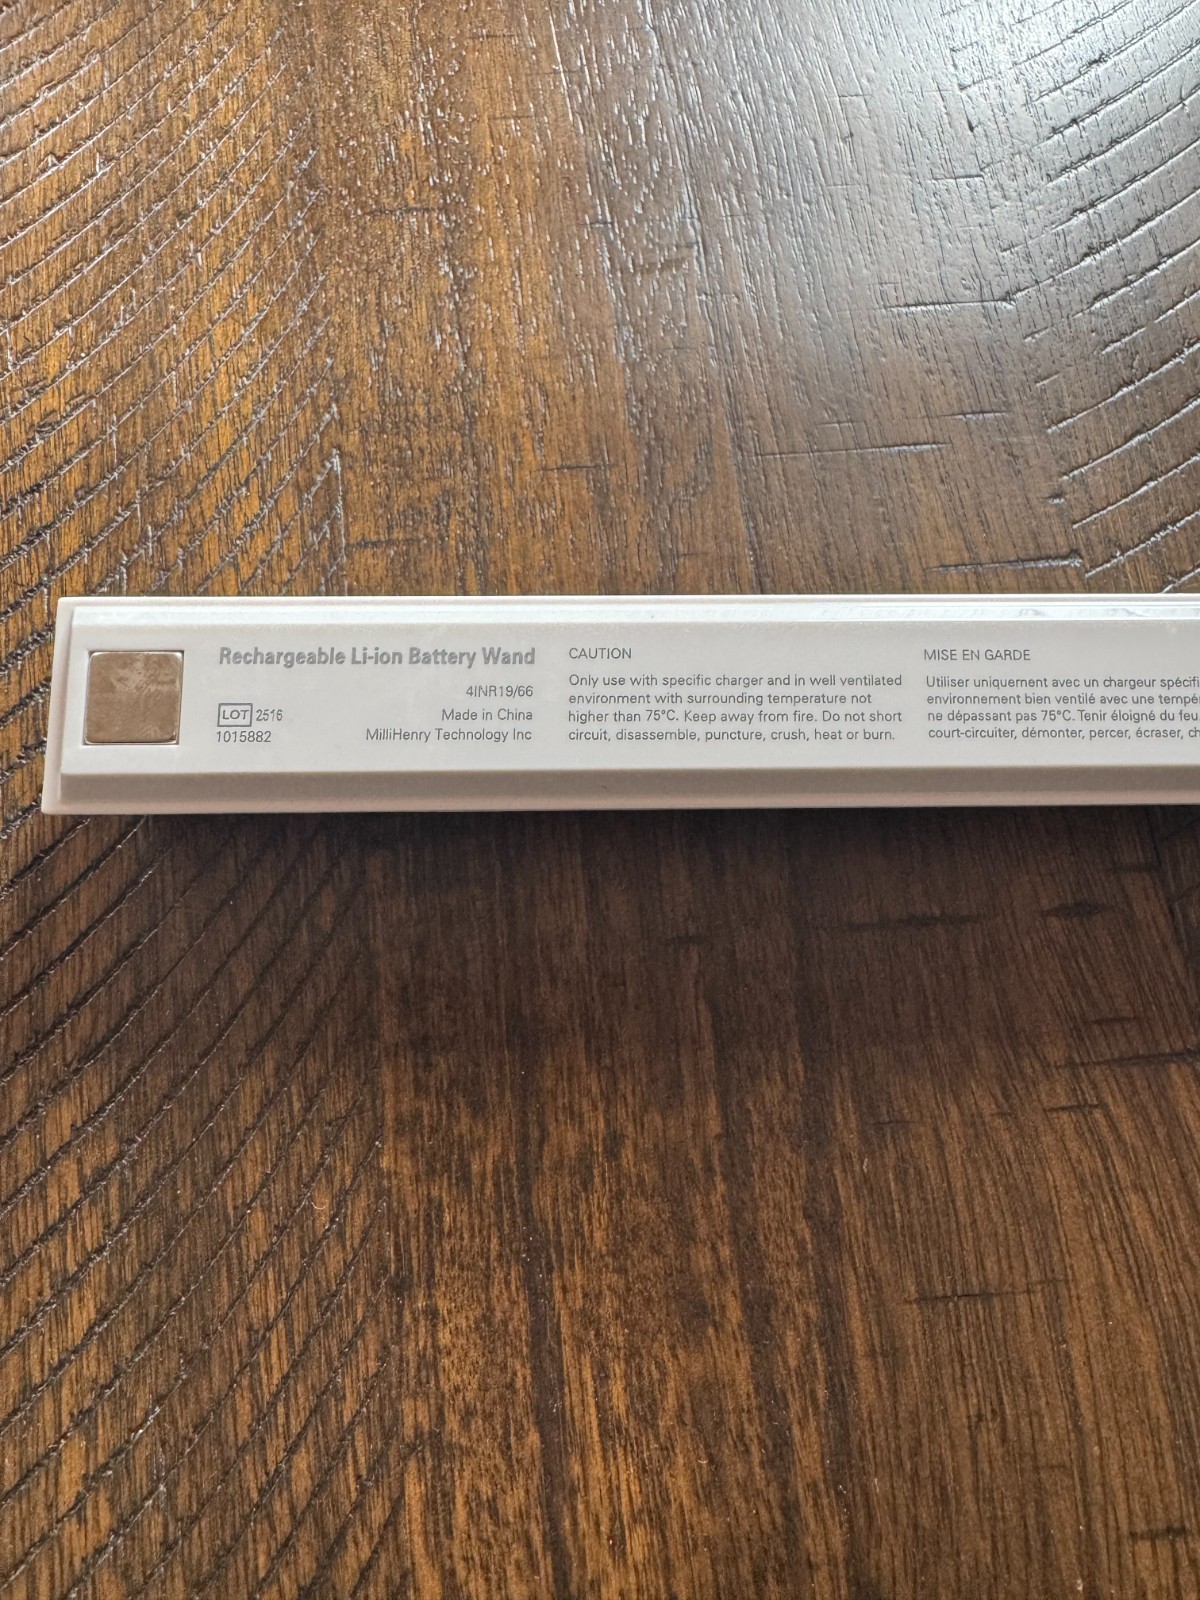 Rechargeable Li-ion Battery Wand
4INR19/66
LOT 2516
Made in China
1015882
MilliHenry Technology Inc
CAUTION
Only use with specific charger and in well ventilated
environment with surrounding temperature not
higher than 75°C. Keep away from fire. Do not short
circuit, disassemble, puncture, crush, heat or burn.
MISE EN GARDE
Utiliser uniquement avec un chargeur
environnement bien ventilé avec une
ne dépassant pas 75°C. Tenir éloigné du feu
court-circuiter, démonter, percer, écraser,